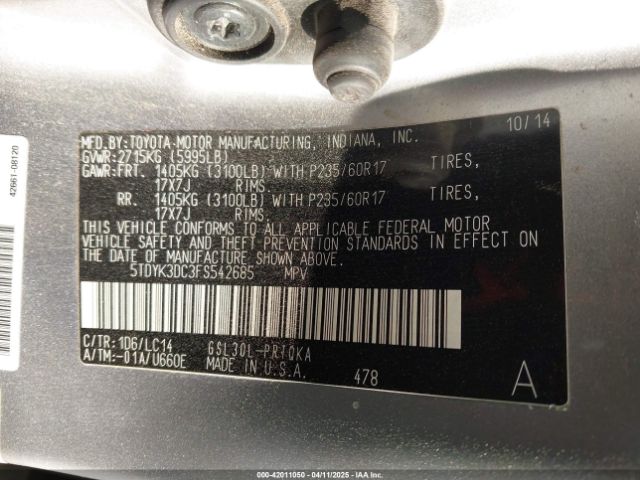 MFD.BY:TOYOTA MOTOR MANUFACTURING, INDIANA, INC. 10/14
GVWR:2715KG (5995LB)
GAWR:FRT. 1405KG (3100LB) WITH P235/60R17 TIRES,
17X7J RIMS.
RR. 1405KG (3100LB) WITH P235/60R17 TIRES,
17X7J RIMS.
THIS VEHICLE CONFORMS TO ALL APPLICABLE FEDERAL MOTOR
VEHICLE SAFETY AND THEFT PREVENTION STANDARDS IN EFFECT ON
THE DATE OF MANUFACTURE SHOWN ABOVE.
5TDYK3DC3FS542685 MPV
C/TR:1D6/LC14 GSL30L-PRTQKA
A/TM:-01A/U660E MADE IN U.S.A. 478 A
42661-08120
000-42011050 04/11/2025 Copart